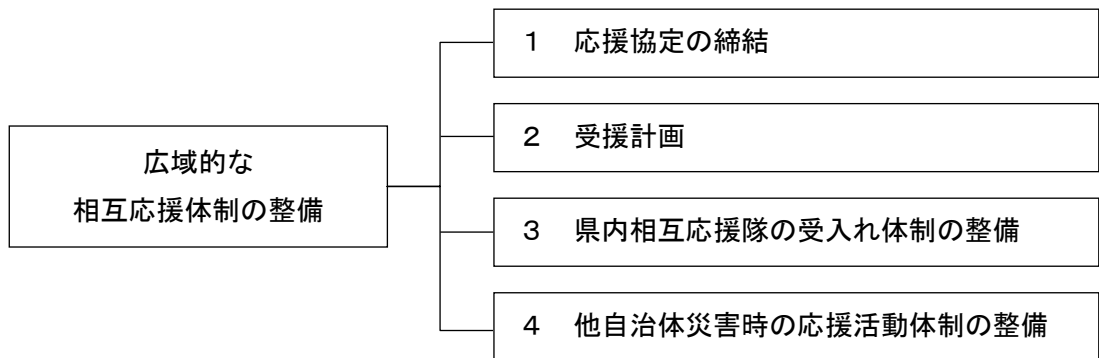 広域的な
相互応援体制の整備
１　応援協定の締結
２　受援計画
３　県内相互応援隊の受入れ体制の整備
４　他自治体災害時の応援活動体制の整備